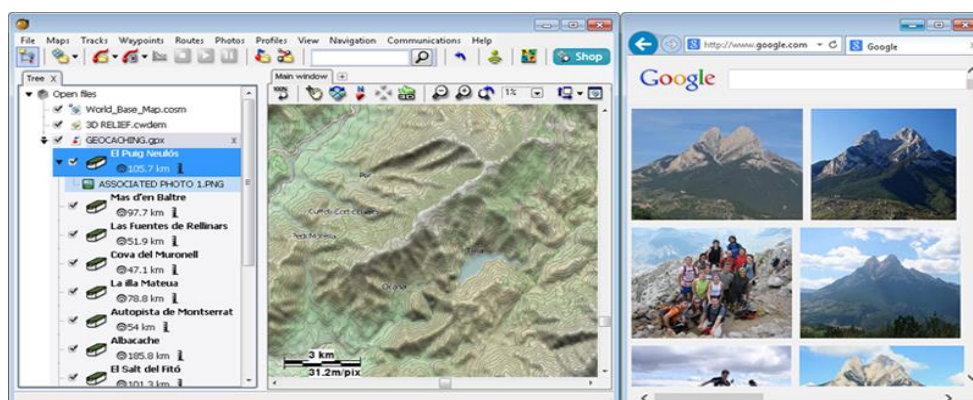 File Maps Tracks Waypoints Routes Photos Profiles View Navigation Communications Help
Shop
Tree X
Main window
100%
1%
Open files
World_Base_Map.cosm
3D RELIEF.cwdem
GEOCACHING.gpx X
El Puig Neulós
105.7 km
ASSOCIATED PHOTO 1.PNG
Mas d'en Baltre
97.7 km
Las Fuentes de Rellinars
51.9 km
Cova del Muronell
47.1 km
La illa Mateua
78.8 km
Autopista de Montserrat
54 km
Albacache
185.8 km
El Salt del Fitó
101.3 km
3 km
31.2m/pix
http://www.google.com
Google
Google